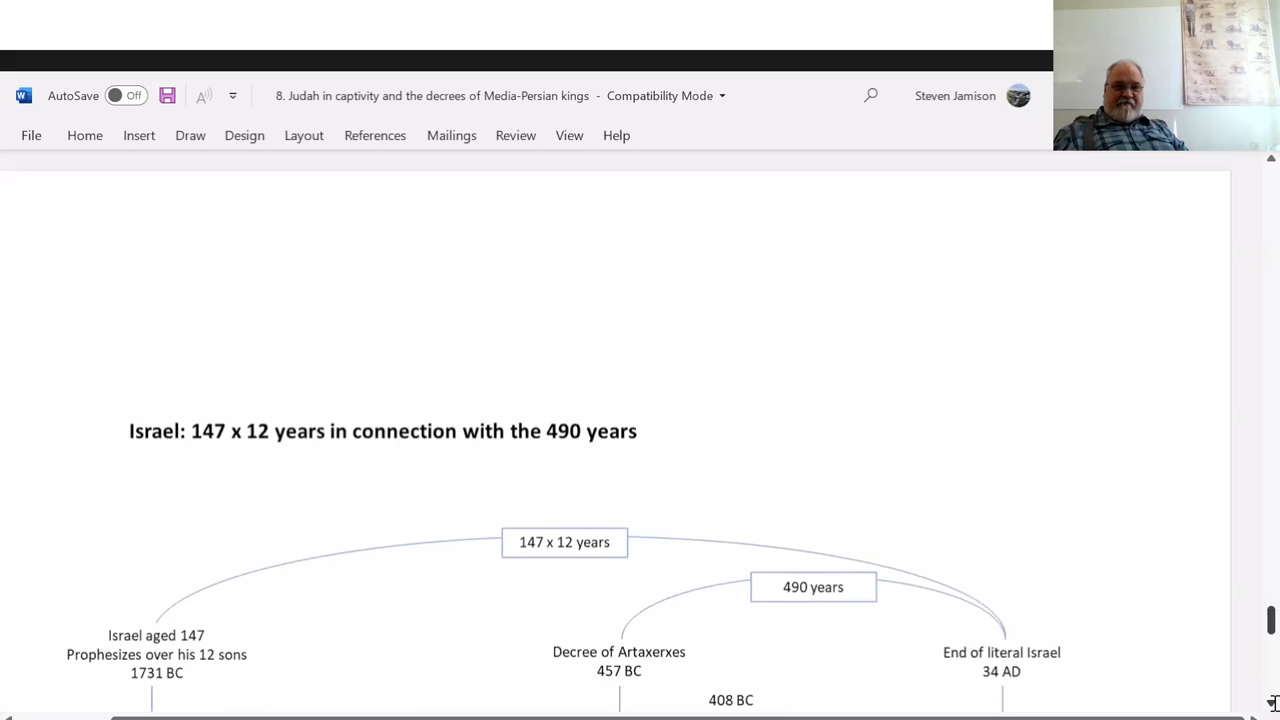 AutoSave Off 8. Judah in captivity and the decrees of Media-Persian kings - Compatibility Mode Steven Jamison
File Home Insert Draw Design Layout References Mailings Review View Help
Israel: 147 x 12 years in connection with the 490 years
147 x 12 years
490 years
Israel aged 147
Prophesizes over his 12 sons
1731 BC
Decree of Artaxerxes
457 BC
End of literal Israel
34 AD
408 BC